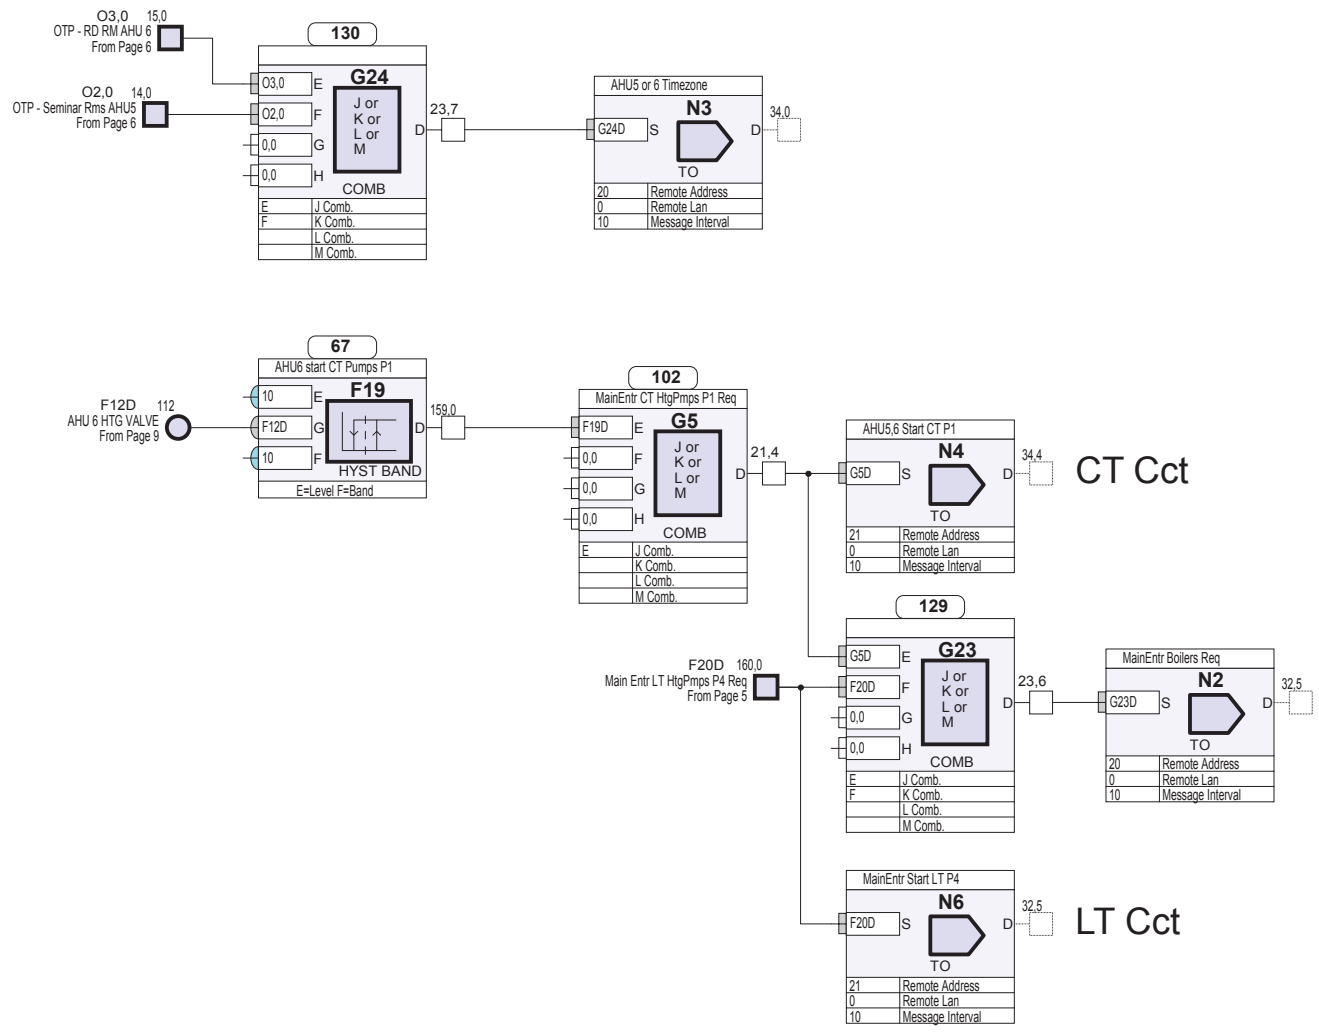 O3,0 15,0
OTP - RD RM AHU 6
From Page 6
O2,0 14,0
OTP - Seminar Rms AHU5
From Page 6
130
G24
O3,0 E
O2,0 F
0,0 G
0,0 H
J or
K or
L or
M
D
23,7
COMB
E J Comb.
F K Comb.
L Comb.
M Comb.
AHU5 or 6 Timezone
N3
G24D S
D
34,0
TO
20 Remote Address
0 Remote Lan
10 Message Interval
67
AHU6 start CT Pumps P1
F19
F12D 112
AHU 6 HTG VALVE
From Page 9
10 E
F12D G
10 F
D
159,0
HYST BAND
E=Level F=Band
102
MainEntr CT HtgPmps P1 Req
G5
F19D E
0,0 F
0,0 G
0,0 H
J or
K or
L or
M
D
21,4
COMB
E J Comb.
K Comb.
L Comb.
M Comb.
AHU5,6 Start CT P1
N4
G5D S
D
34,4
TO
21 Remote Address
0 Remote Lan
10 Message Interval
CT Cct
129
G23
F20D 160,0
Main Entr LT HtgPmps P4 Req
From Page 5
G5D E
F20D F
0,0 G
0,0 H
J or
K or
L or
M
D
23,6
COMB
E J Comb.
F K Comb.
L Comb.
M Comb.
MainEntr Boilers Req
N2
G23D S
D
32,5
TO
20 Remote Address
0 Remote Lan
10 Message Interval
MainEntr Start LT P4
N6
F20D S
D
32,5
TO
21 Remote Address
0 Remote Lan
10 Message Interval
LT Cct